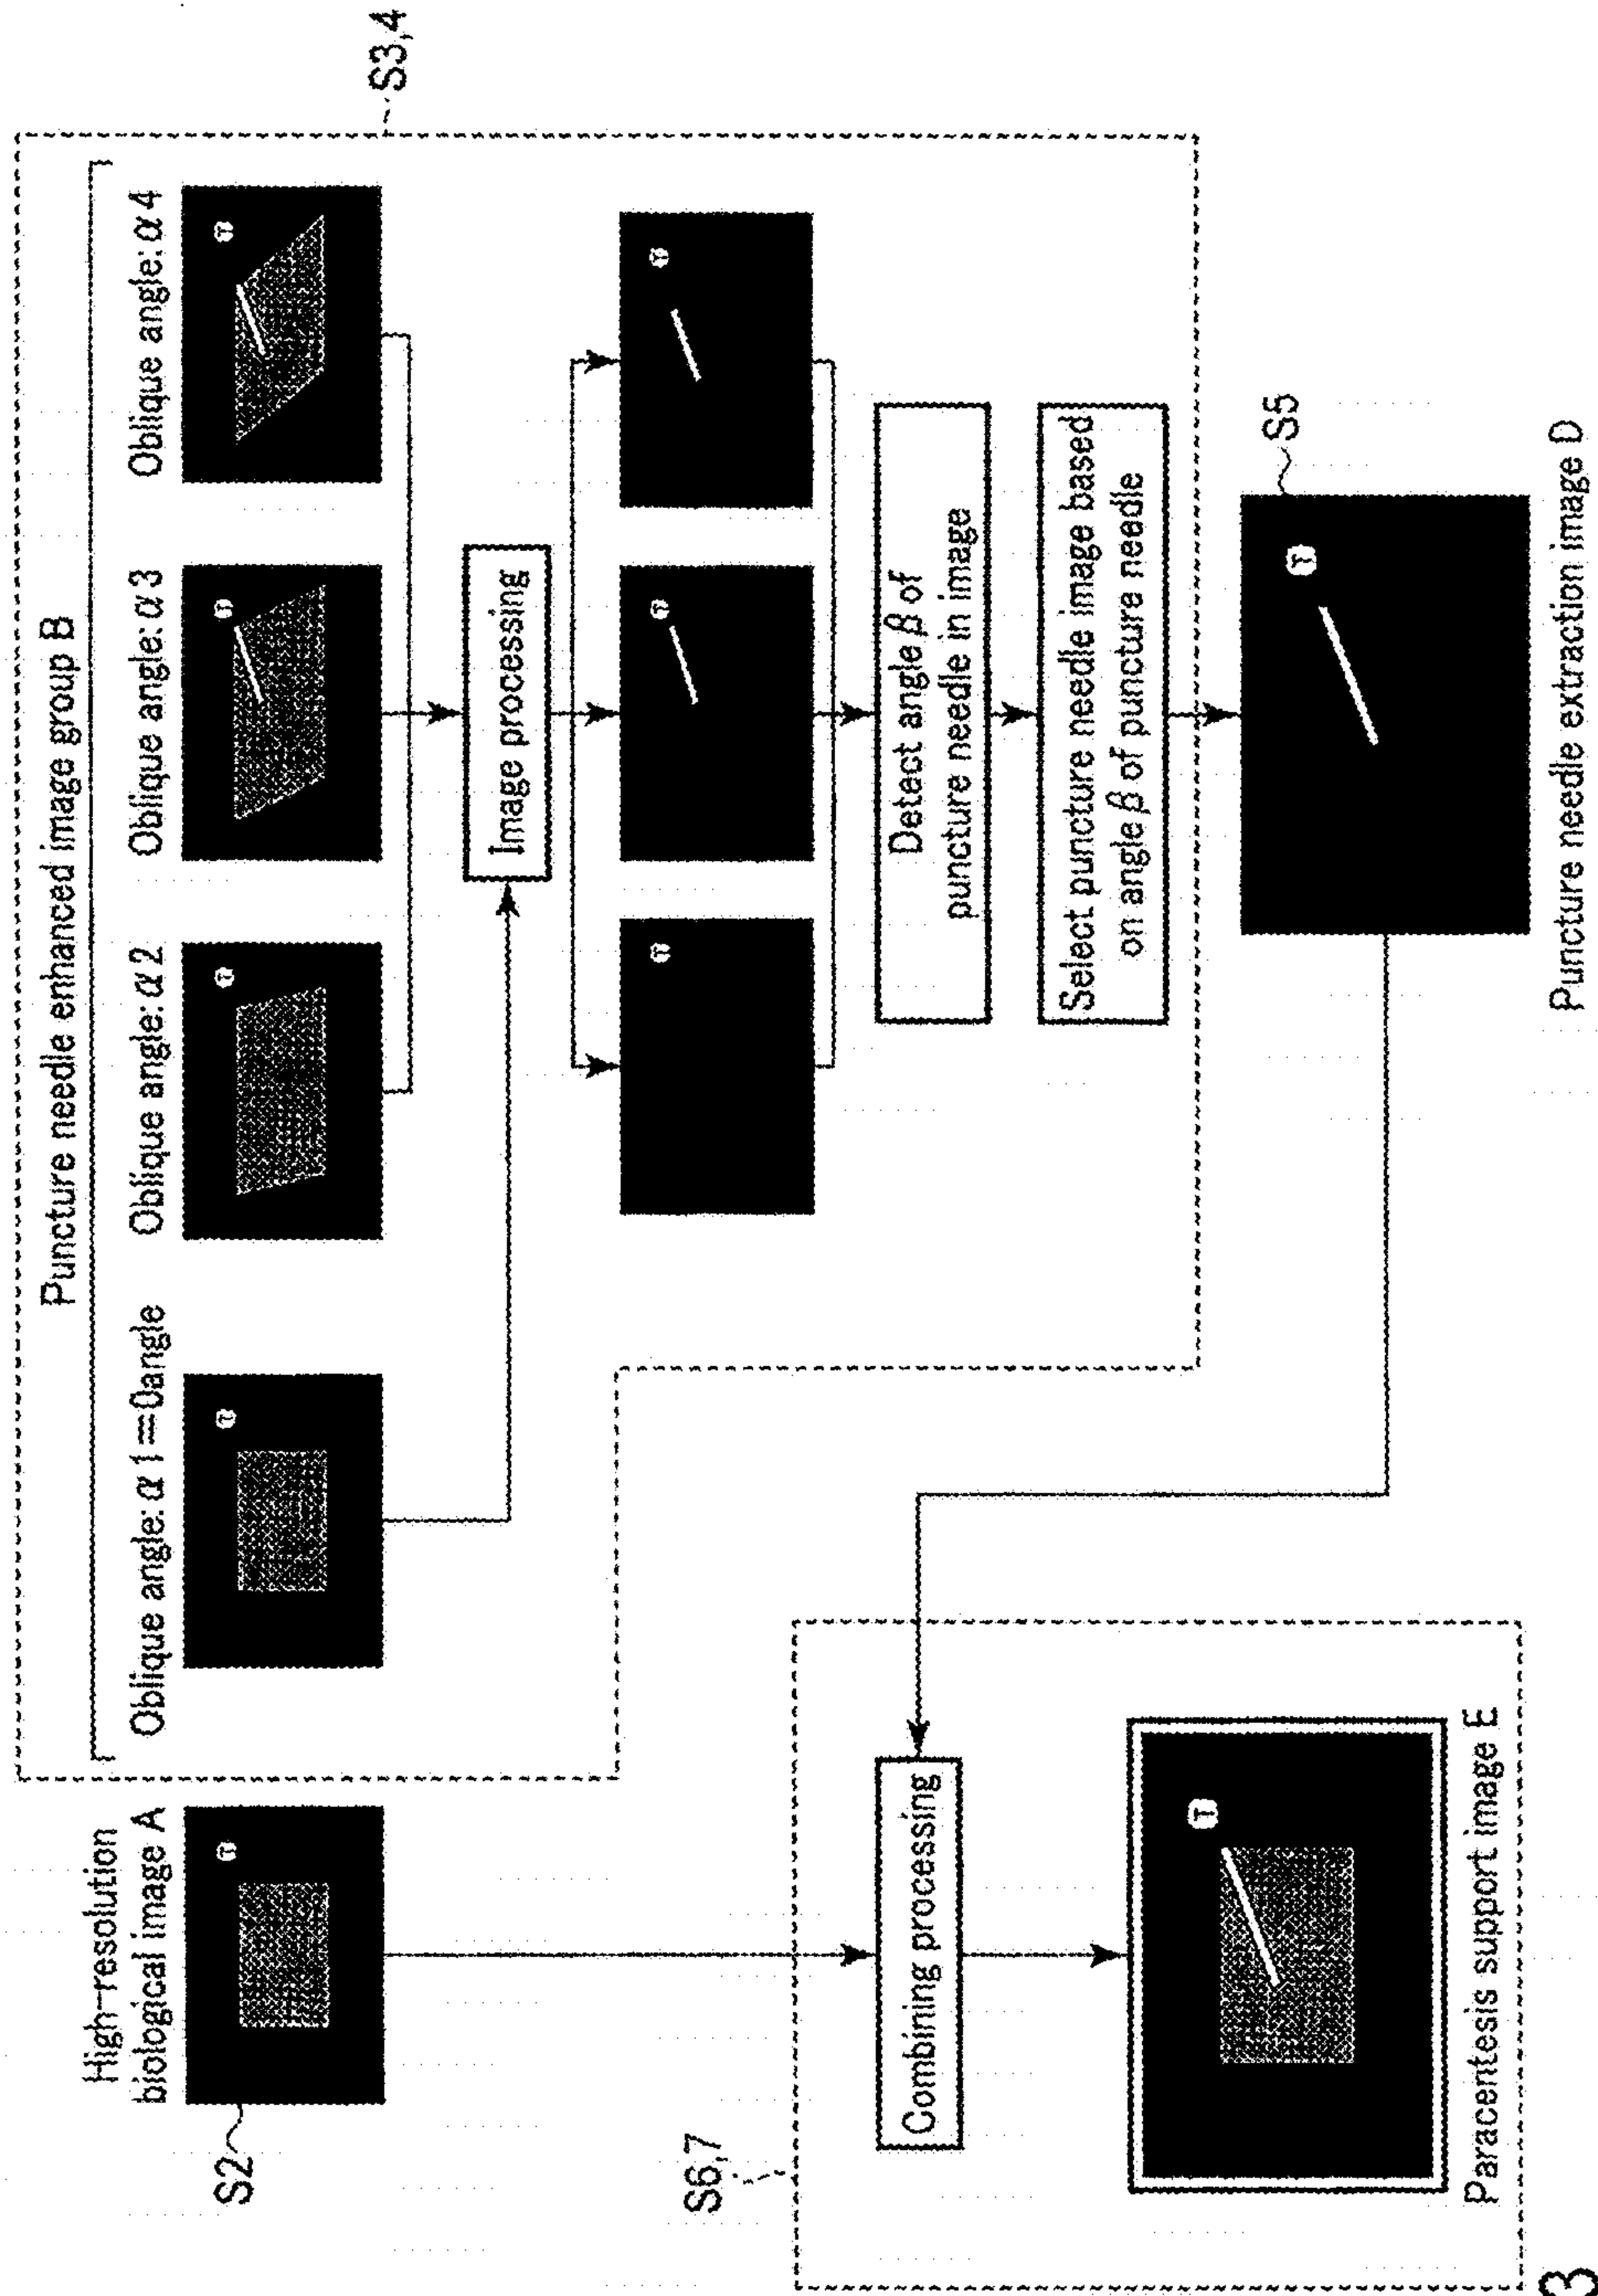 High-resolution
biological image A
S2
Puncture needle enhanced image group B
Oblique angle: α1=0angle
Oblique angle: α2
Oblique angle: α3
Oblique angle: α4
S3,4
T
T
T
T
T
Image processing
T
T
T
Detect angle β of
puncture needle in image
Select puncture needle image based
on angle β of puncture needle
S5
T
Puncture needle extraction image D
S6,7
Combining processing
T
Paracentesis support image E
3